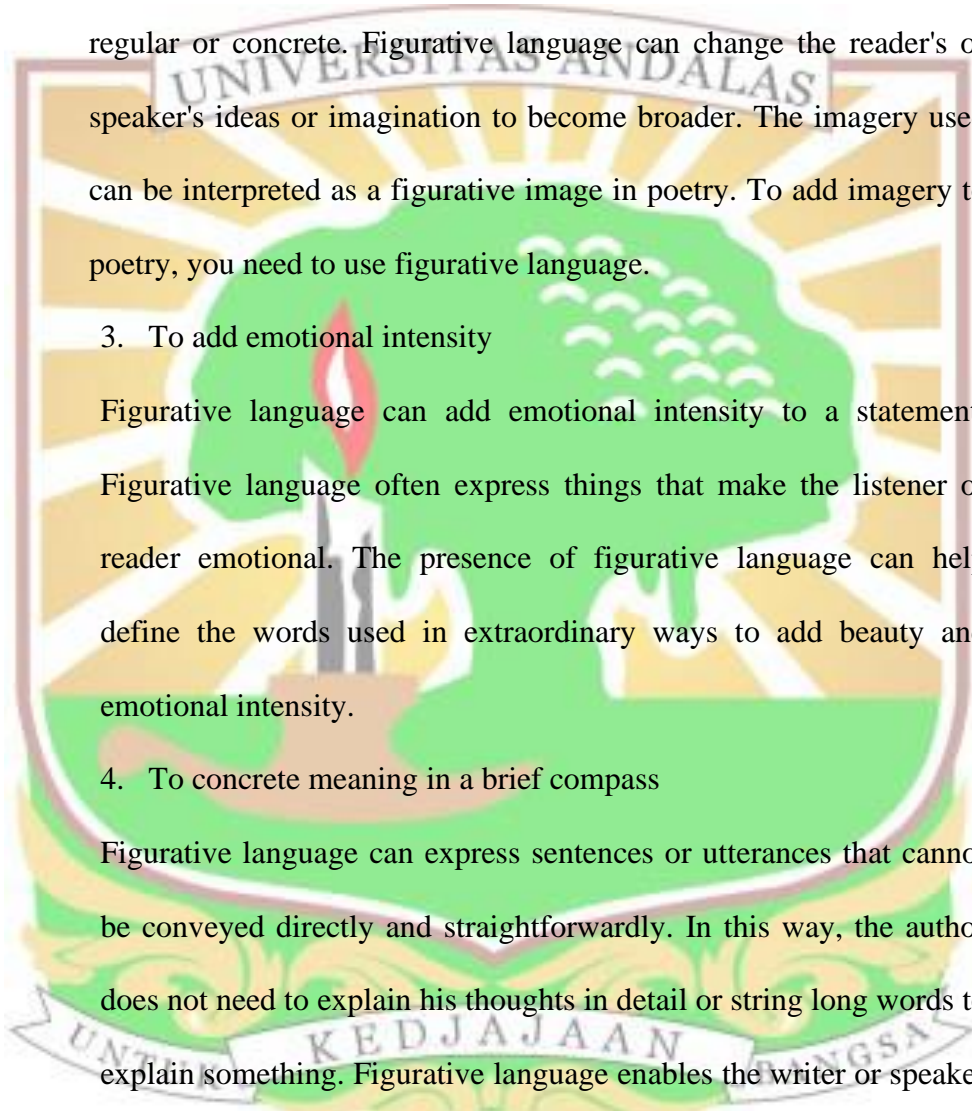 regular or concrete. Figurative language can change the reader's o
UNIVERSITAS ANDALAS
speaker's ideas or imagination to become broader. The imagery use
can be interpreted as a figurative image in poetry. To add imagery t
poetry, you need to use figurative language.
3. To add emotional intensity
Figurative language can add emotional intensity to a statement
Figurative language often express things that make the listener o
reader emotional. The presence of figurative language can hel
define the words used in extraordinary ways to add beauty an
emotional intensity.
4. To concrete meaning in a brief compass
Figurative language can express sentences or utterances that canno
be conveyed directly and straightforwardly. In this way, the autho
does not need to explain his thoughts in detail or string long words t
UNTUK KEDJAJAAN BANGSA
explain something. Figurative language enables the writer or speake